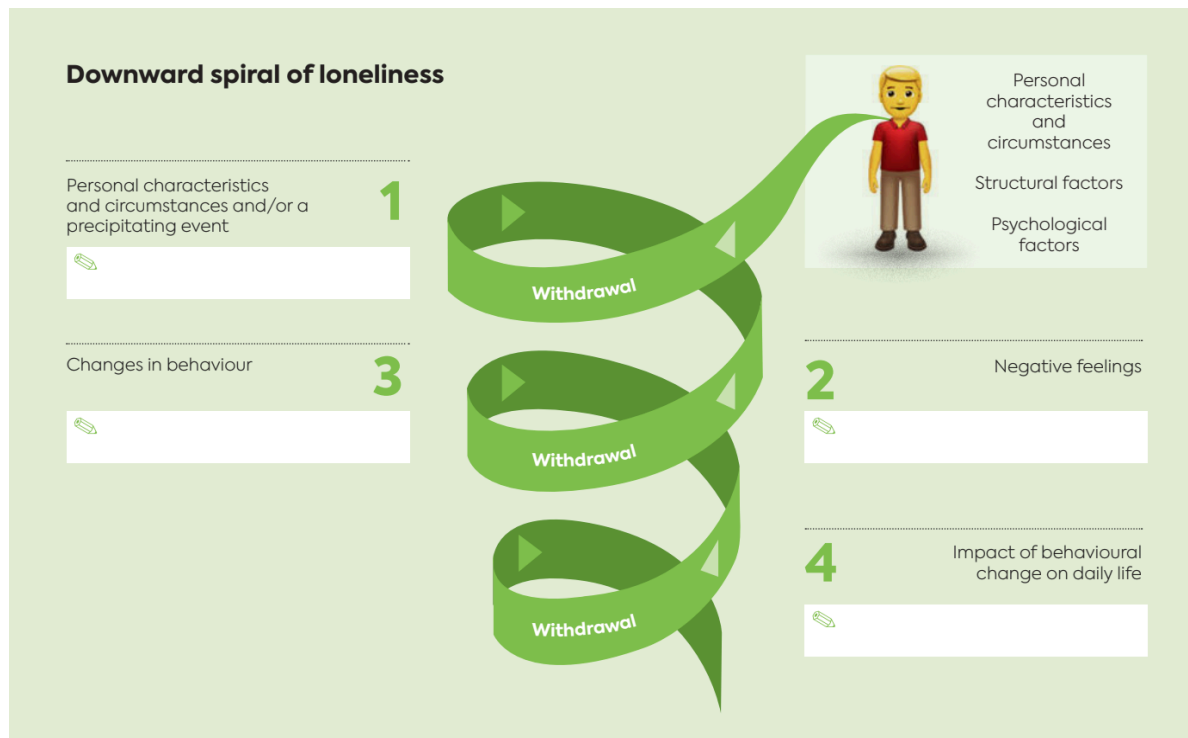 Downward spiral of loneliness
Personal
characteristics
and
circumstances
Structural factors
Psychological
factors
1
Personal characteristics
and circumstances and/or a
precipitating event
Withdrawal
2
Negative feelings
3
Changes in behaviour
Withdrawal
4
Impact of behavioural
change on daily life
Withdrawal